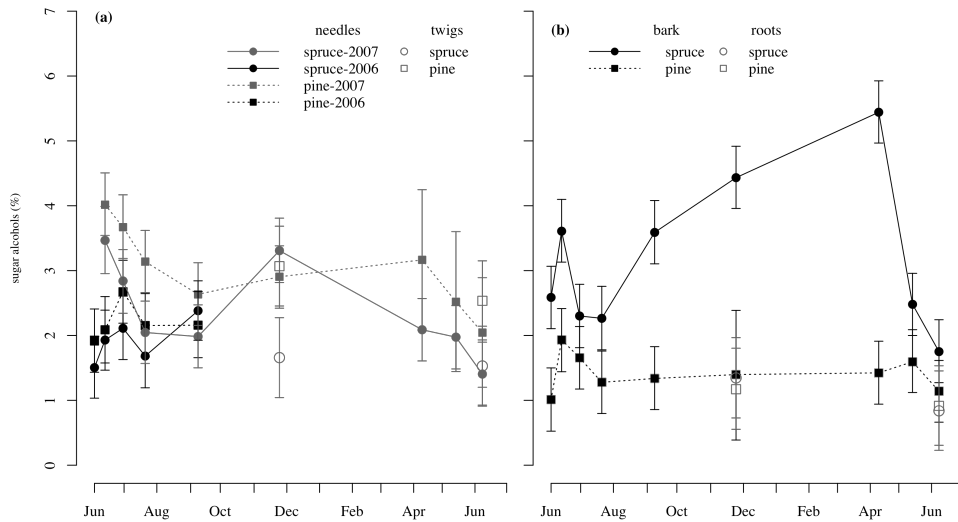 (a)
needles twigs
spruce-2007 spruce
spruce-2006 pine
pine-2007
pine-2006
sugar alcohols (%)
7
6
5
4
3
2
1
0
Jun Aug Oct Dec Feb Apr Jun
(b)
bark roots
spruce spruce
pine pine
Jun Aug Oct Dec Feb Apr Jun